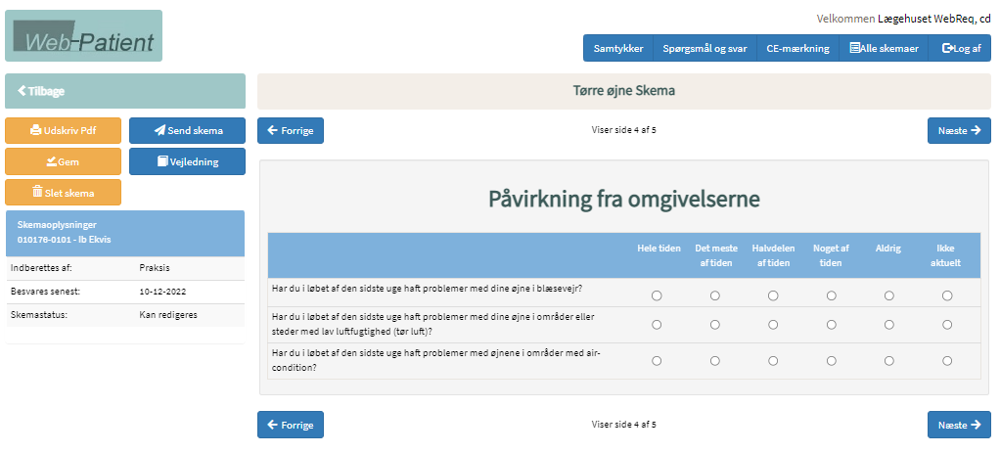 Web-Patient
Velkommen Lægehuset WebReq, cd
Samtykker Spørgsmål og svar CE-mærkning Alle skemaer Log af
Tilbage
Tørre øjne Skema
Udskriv Pdf Send skema
Gem Vejledning
Slet skema
Skemaoplysninger
010176-0101 - Ib Ekvis
Indberettes af: Praksis
Besvares senest: 10-12-2022
Skemastatus: Kan redigeres
Forrige Viser side 4 af 5 Næste
Påvirkning fra omgivelserne
Hele tiden Det meste af tiden Halvdelen af tiden Noget af tiden Aldrig Ikke aktuelt
Har du i løbet af den sidste uge haft problemer med dine øjne i blæsevejr?
Har du i løbet af den sidste uge haft problemer med dine øjne i områder eller
steder med lav luftfugtighed (tør luft)?
Har du i løbet af den sidste uge haft problemer med øjnene i områder med air-
condition?
Forrige Viser side 4 af 5 Næste